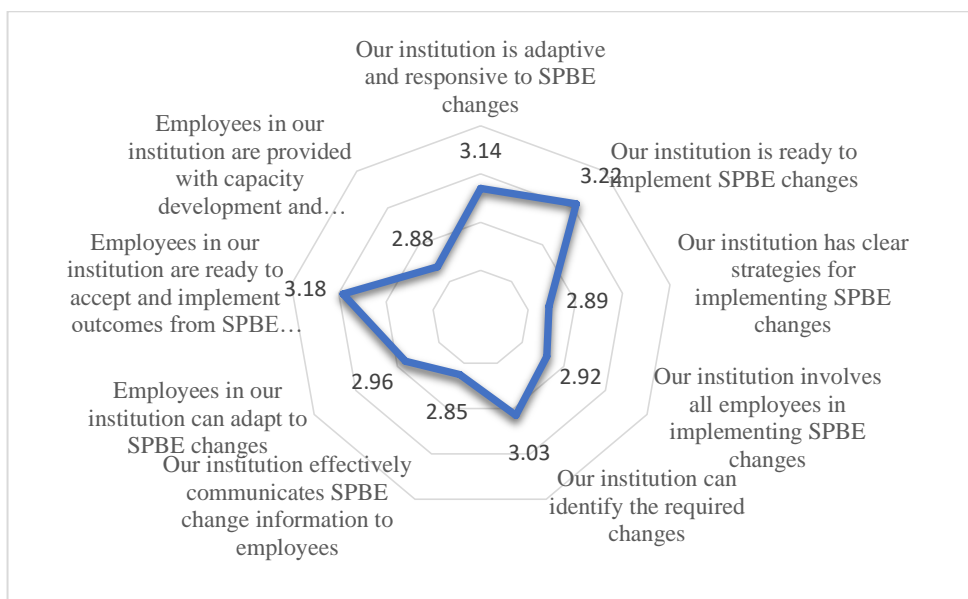 Our institution is adaptive
and responsive to SPBE
changes
3.14
Our institution is ready to
implement SPBE changes
3.22
Our institution has clear
strategies for
implementing SPBE
changes
2.89
Our institution involves
all employees in
implementing SPBE
changes
2.92
Our institution can
identify the required
changes
3.03
Our institution effectively
communicates SPBE
change information to
employees
2.85
Employees in our
institution can adapt to
SPBE changes
2.96
Employees in our
institution are ready to
accept and implement
outcomes from SPBE…
3.18
Employees in our
institution are provided
with capacity
development and…
2.88